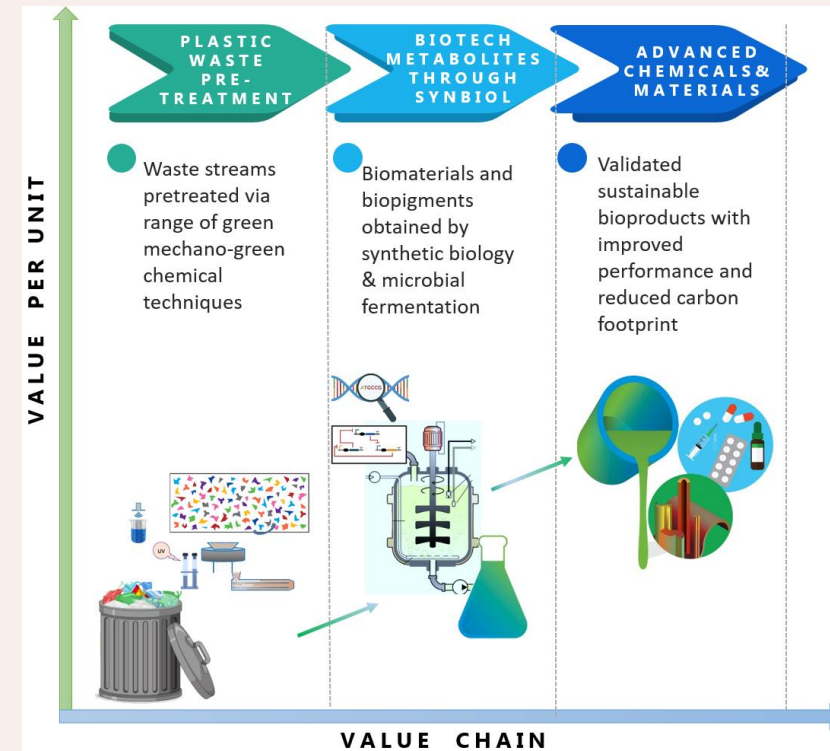 PLASTIC
WASTE
PRE-
TREATMENT
BIOTECH
METABOLITES
THROUGH
SYNBIOL
ADVANCED
CHEMICALS&
MATERIALS
Waste streams
pretreated via
range of green
mechano-green
chemical
techniques
Biomaterials and
biopigments
obtained by
synthetic biology
& microbial
fermentation
Validated
sustainable
bioproducts with
improved
performance and
reduced carbon
footprint
VALUE PER UNIT
ATGCCG
UV
VALUE CHAIN